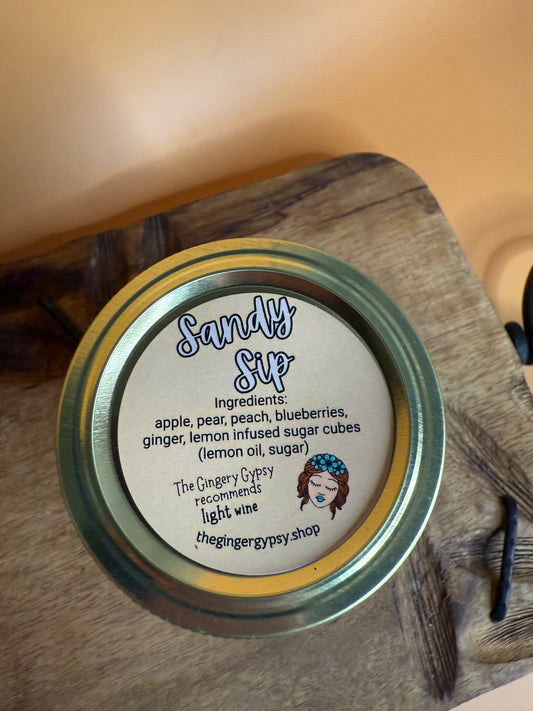 Sandy
Sip
Ingredients:
apple, pear, peach, blueberries,
ginger, lemon infused sugar cubes
(lemon oil, sugar)
The Gingery Gypsy
recommends
light wine
thegingergypsy.shop